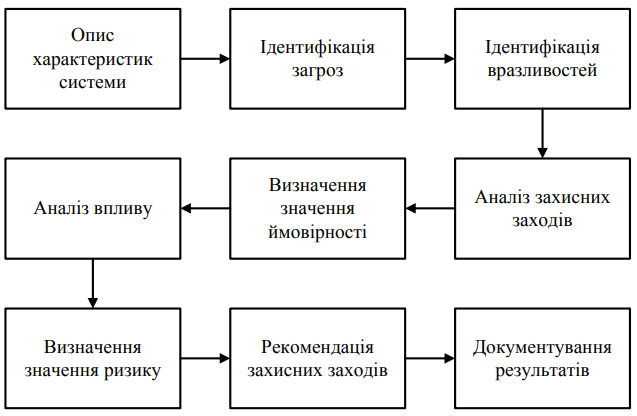 Опис
характеристик
системи
Ідентифікація
загроз
Ідентифікація
вразливостей
Аналіз захисних
заходів
Визначення
значення
ймовірності
Аналіз впливу
Визначення
значення ризику
Рекомендація
захисних заходів
Документування
результатів